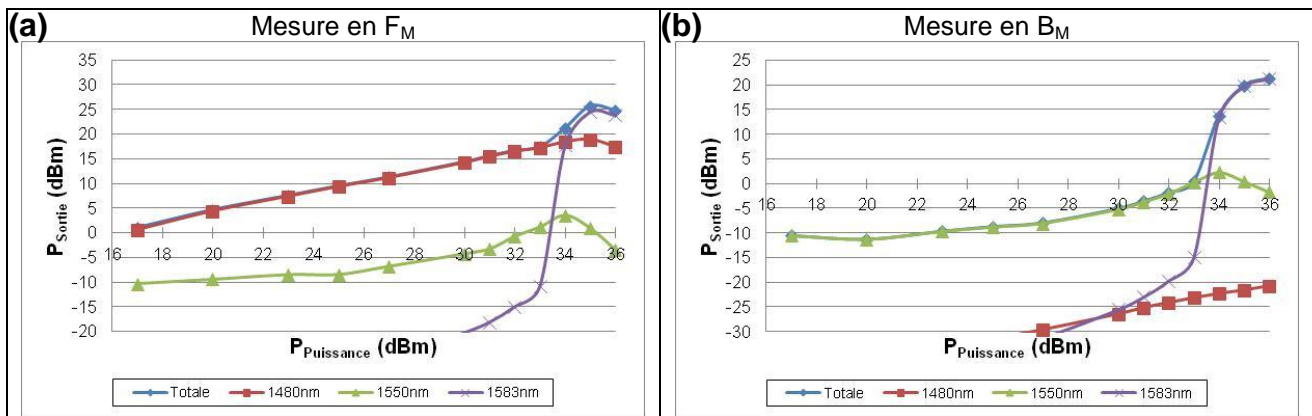 (a) Mesure en FM
35
30
25
20
15
10
5
0
-5
-10
-15
-20
16 18 20 22 24 26 28 30 32 34 36
PSortie (dBm)
PPuissance (dBm)
Totale 1480nm 1550nm 1583nm
(b) Mesure en BM
25
20
15
10
5
0
-5
-10
-15
-20
-25
-30
16 18 20 22 24 26 28 30 32 34 36
PSortie (dBm)
PPuissance (dBm)
Totale 1480nm 1550nm 1583nm